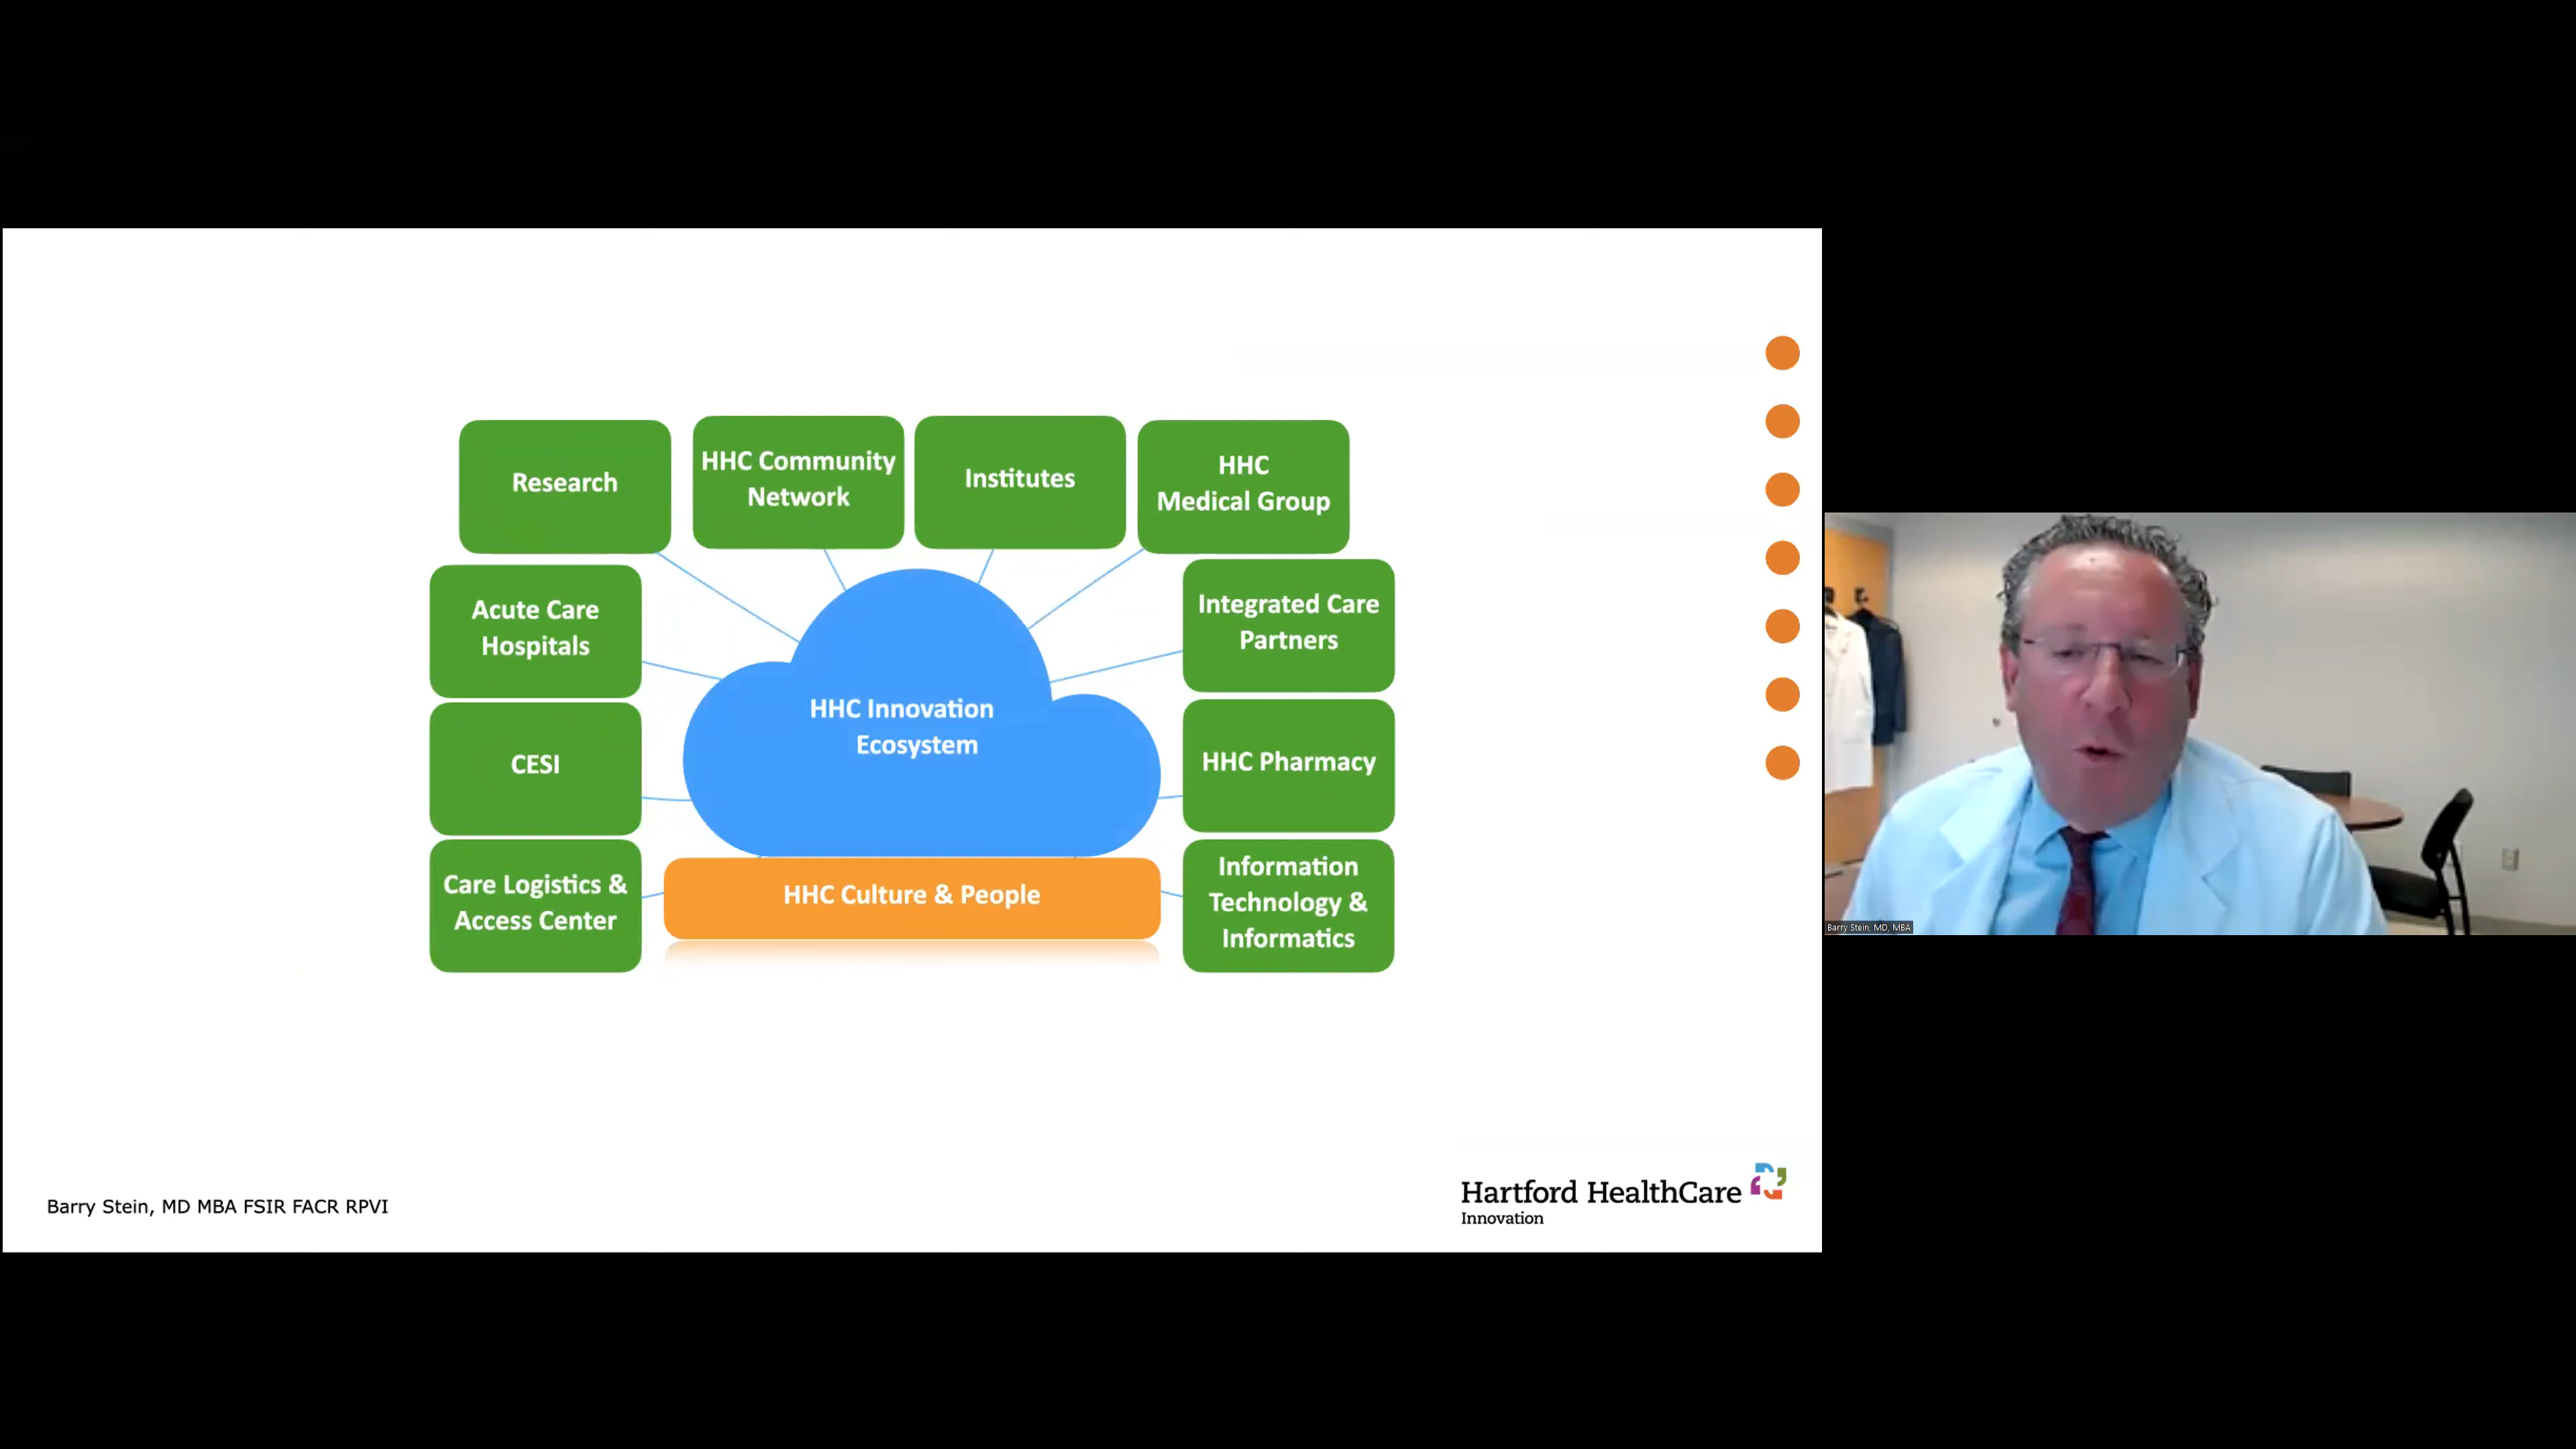 Research
HHC Community
Network
Institutes
HHC
Medical Group
Acute Care
Hospitals
Integrated Care
Partners
CESI
HHC Innovation
Ecosystem
HHC Pharmacy
Care Logistics &
Access Center
HHC Culture & People
Information
Technology &
Informatics
Barry Stein, MD MBA FSIR FACR RPVI
Hartford HealthCare
Innovation
Barry Stein, MD, MBA